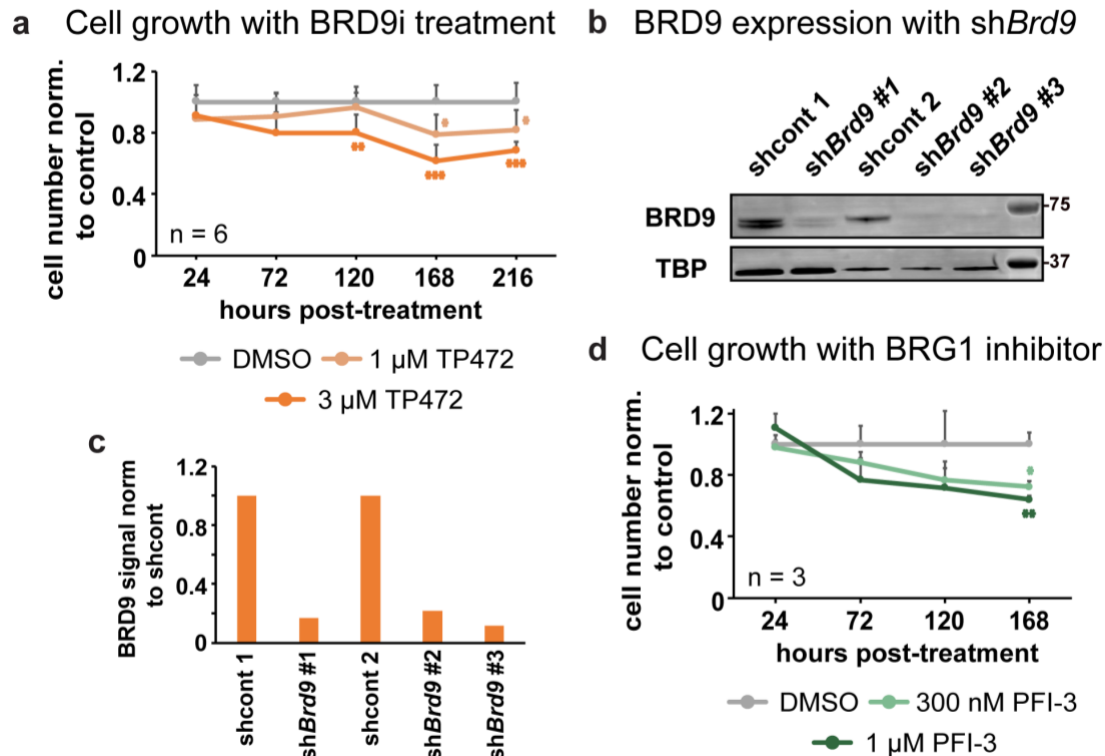 a Cell growth with BRD9i treatment
cell number norm.
to control
1.2
0.8
0.4
0
n = 6
24 72 120 168 216
hours post-treatment
DMSO 1 µM TP472
3 µM TP472
b BRD9 expression with shBrd9
shcont 1
shBrd9 #1
shcont 2
shBrd9 #2
shBrd9 #3
BRD9
-75
TBP
-37
c
BRD9 signal norm
to shcont
1.2
0.8
0.4
0
shcont 1
shBrd9 #1
shcont 2
shBrd9 #2
shBrd9 #3
d Cell growth with BRG1 inhibitor
cell number norm.
to control
1.2
0.8
0.4
0
n = 3
24 72 120 168
hours post-treatment
DMSO 300 nM PFI-3
1 µM PFI-3